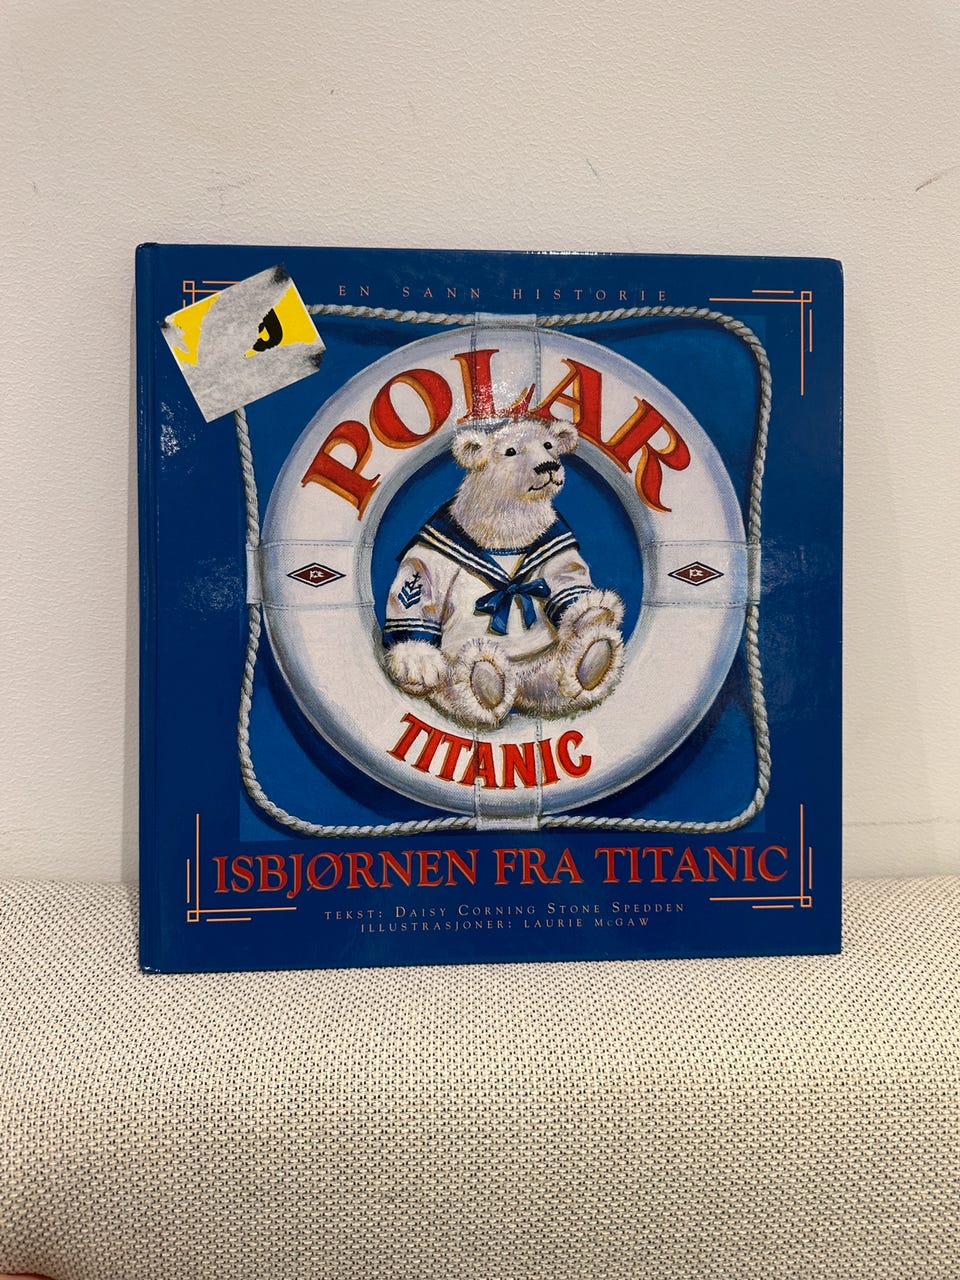 EN SANN HISTORIE
POLAR
TITANIC
ISBJØRNEN FRA TITANIC
TEKST: DAISY CORNING STONE SPEDDEN
ILLUSTRASJONER: LAURIE MCGAW